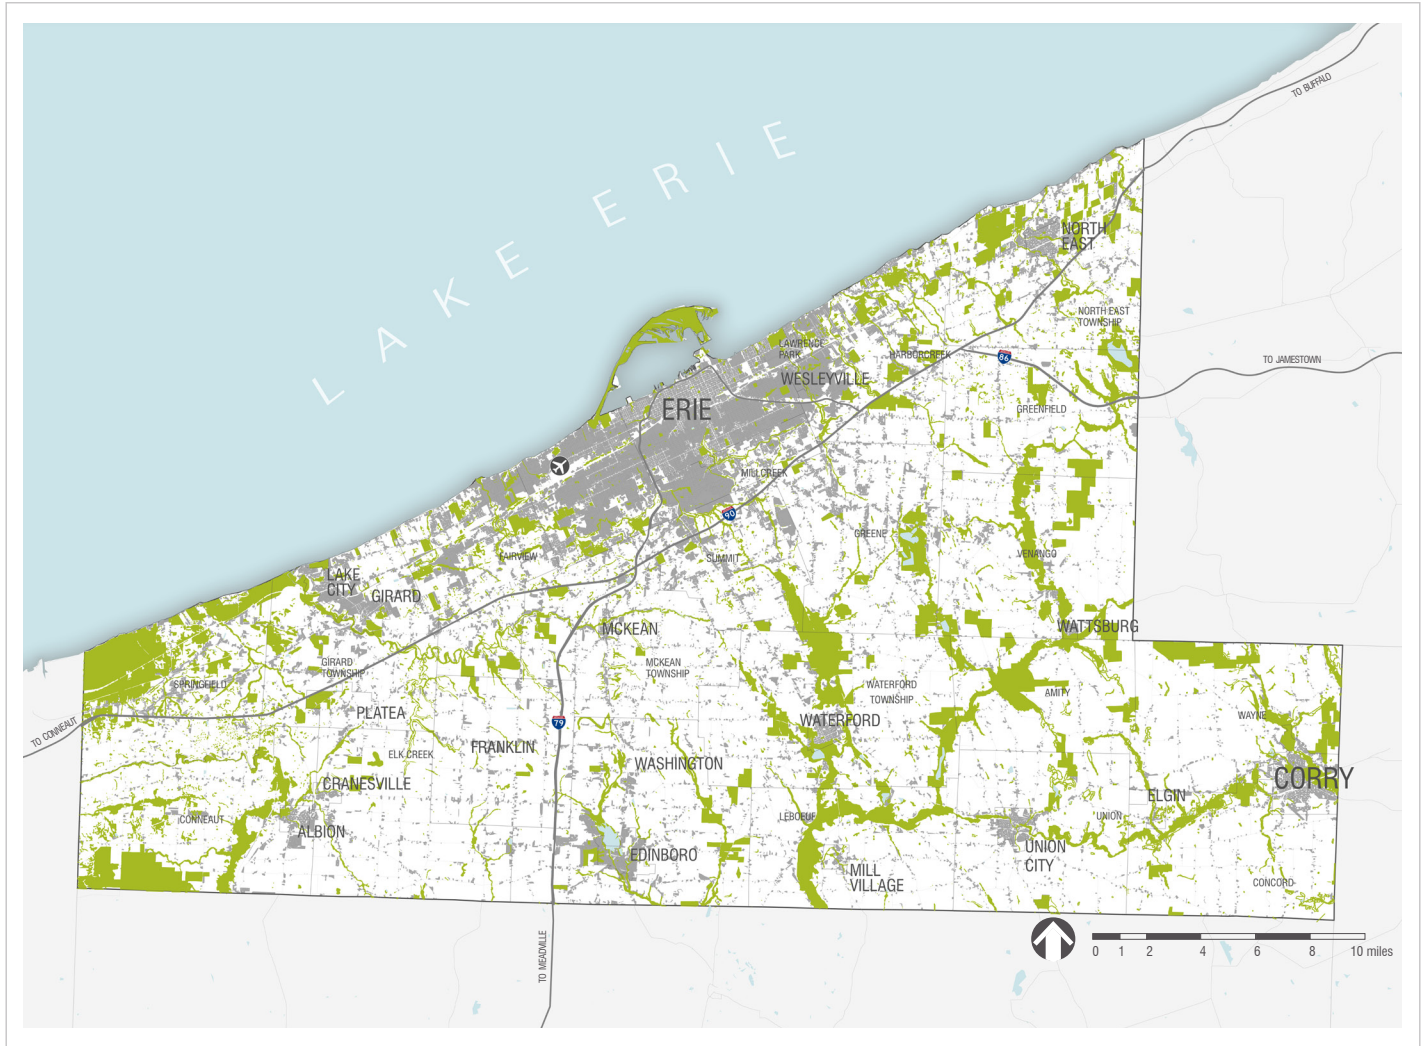 TO BUFFALO
LAKE ERIE
NORTH
EAST
NORTH EAST
TOWNSHIP
LAWRENCE
PARK
HARBORCREEK
86
TO JAMESTOWN
WESLEYVILLE
ERIE
GREENFIELD
MILLCREEK
90
GREENE
FAIRVIEW
SUMMIT
VENANGO
LAKE
CITY
GIRARD
MCKEAN
WATTSBURG
GIRARD
TOWNSHIP
MCKEAN
TOWNSHIP
SPRINGFIELD
WATERFORD
TOWNSHIP
AMITY
PLATEA
WATERFORD
WAYNE
TO CONNEAUT
79
FRANKLIN
ELK CREEK
WASHINGTON
CRANESVILLE
CORRY
ELGIN
CONNEAUT
LEBOEUF
UNION
ALBION
UNION
CITY
EDINBORO
MILL
VILLAGE
CONCORD
TO MEADVILLE
0 1 2 4 6 8 10 miles